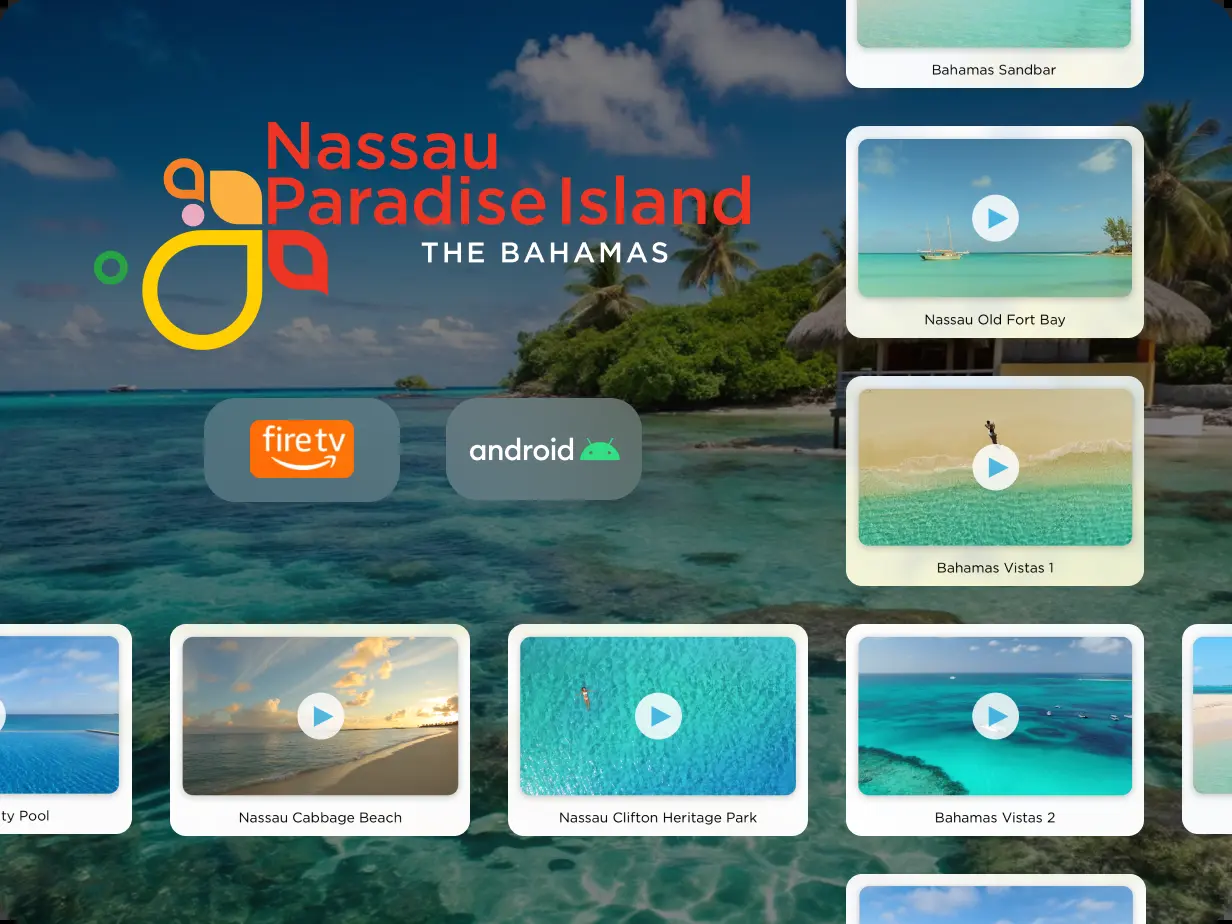 Bahamas Sandbar
Nassau
Paradise Island
THE BAHAMAS
Nassau Old Fort Bay
fire tv
android
Bahamas Vistas 1
ty Pool
Nassau Cabbage Beach
Nassau Clifton Heritage Park
Bahamas Vistas 2